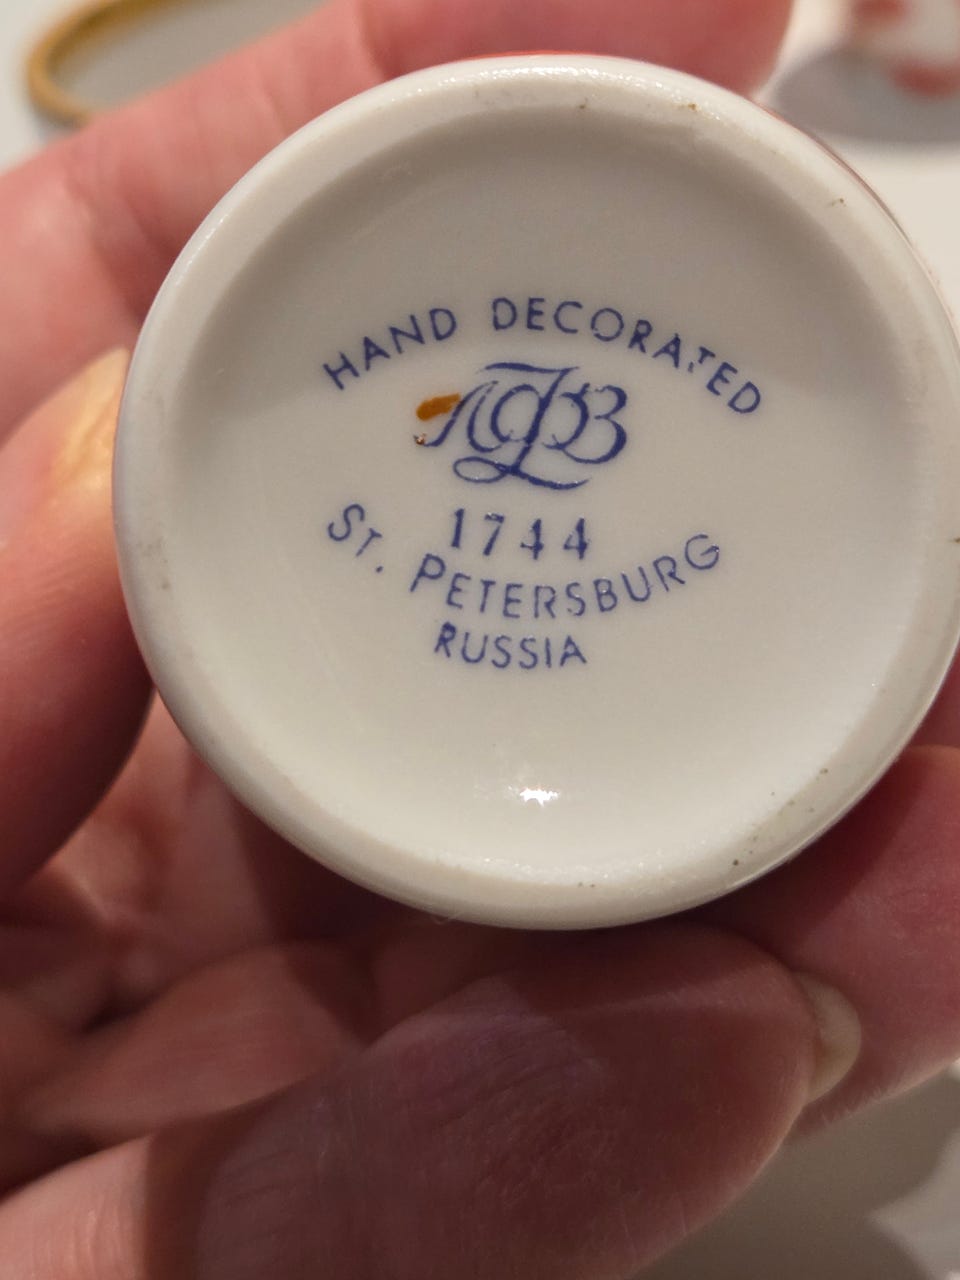 HAND DECORATED
ЛФЗ
1744
ST. PETERSBURG
RUSSIA